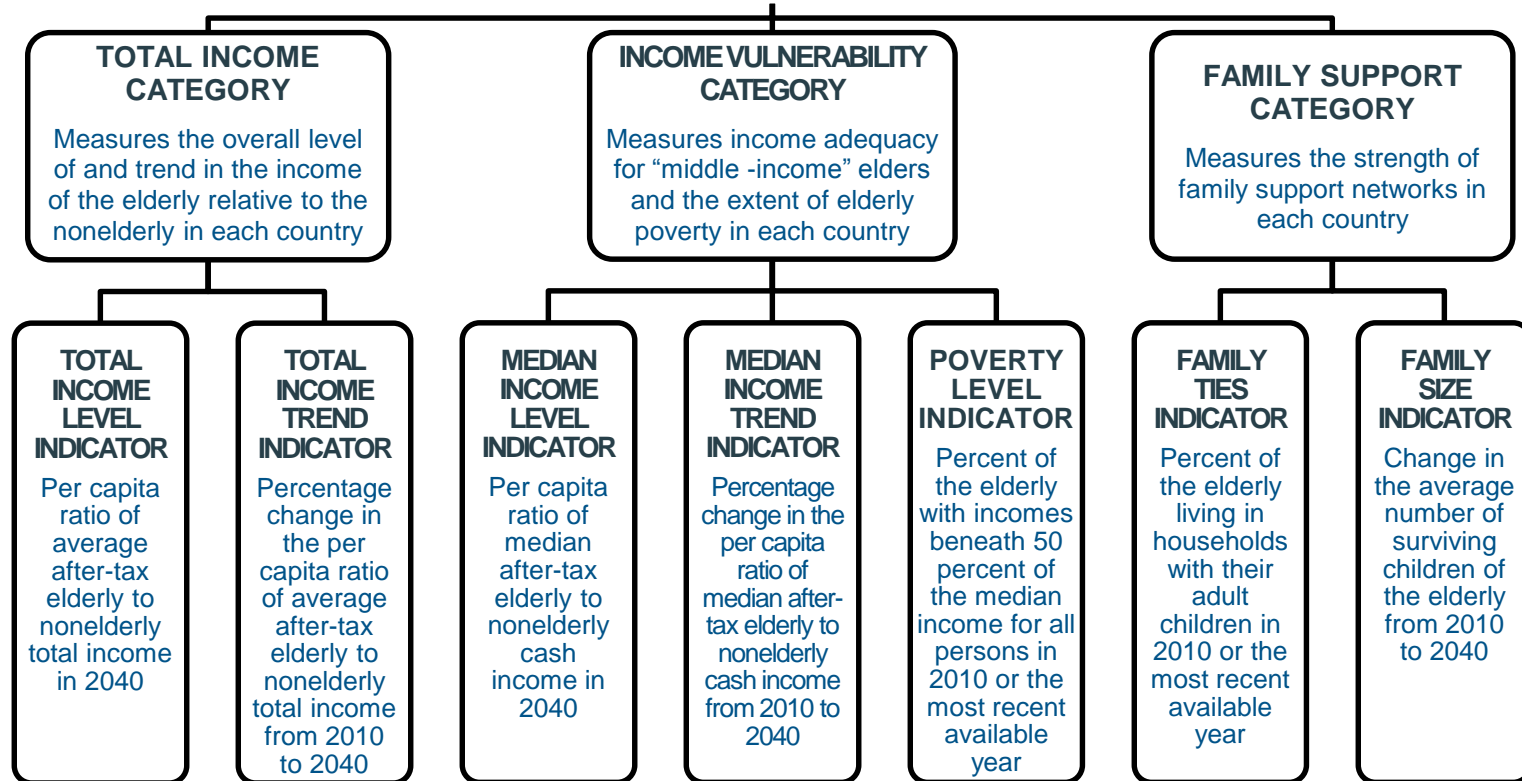 TOTAL INCOME
CATEGORY
Measures the overall level
of and trend in the income
of the elderly relative to the
nonelderly in each country
INCOME VULNERABILITY
CATEGORY
Measures income adequacy
for “middle -income” elders
and the extent of elderly
poverty in each country
FAMILY SUPPORT
CATEGORY
Measures the strength of
family support networks in
each country
TOTAL
INCOME
LEVEL
INDICATOR
Per capita
ratio of
average
after-tax
elderly to
nonelderly
total income
in 2040
TOTAL
INCOME
TREND
INDICATOR
Percentage
change in
the per
capita ratio
of average
after-tax
elderly to
nonelderly
total income
from 2010
to 2040
MEDIAN
INCOME
LEVEL
INDICATOR
Per capita
ratio of
median
after-tax
elderly to
nonelderly
cash
income in
2040
MEDIAN
INCOME
TREND
INDICATOR
Percentage
change in the
per capita
ratio of
median after-
tax elderly to
nonelderly
cash income
from 2010 to
2040
POVERTY
LEVEL
INDICATOR
Percent of
the elderly
with incomes
beneath 50
percent of
the median
income for all
persons in
2010 or the
most recent
available
year
FAMILY
TIES
INDICATOR
Percent of
the elderly
living in
households
with their
adult
children in
2010 or the
most recent
available
year
FAMILY
SIZE
INDICATOR
Change in
the average
number of
surviving
children of
the elderly
from 2010
to 2040